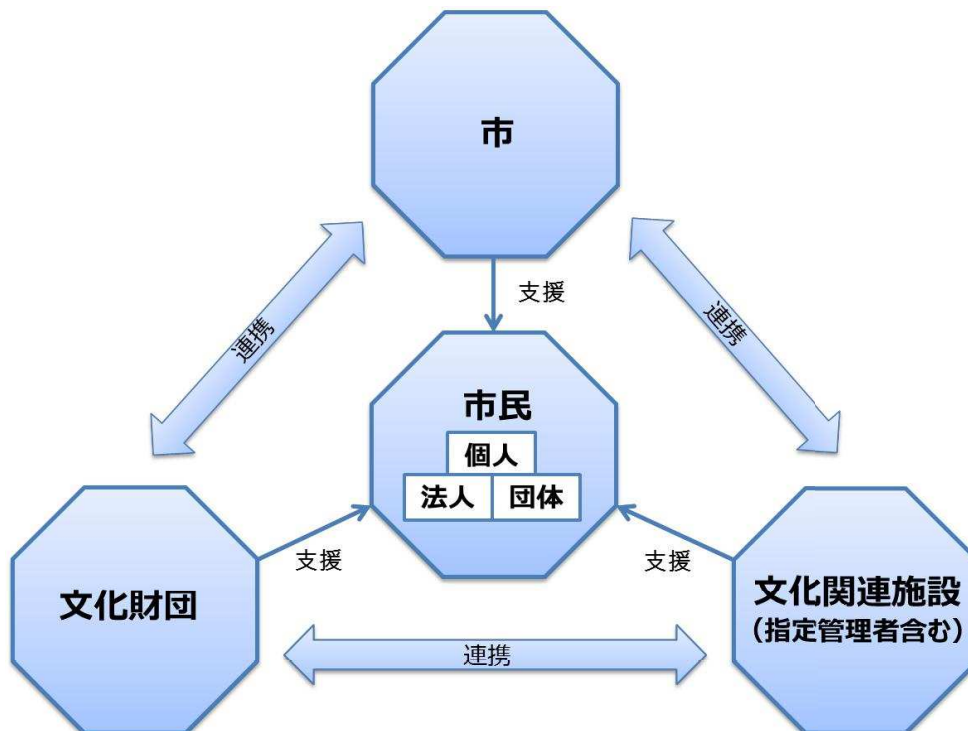 市
支援
連携
連携
市民
個人
法人 団体
支援
支援
文化財団
文化関連施設
（指定管理者含む）
連携